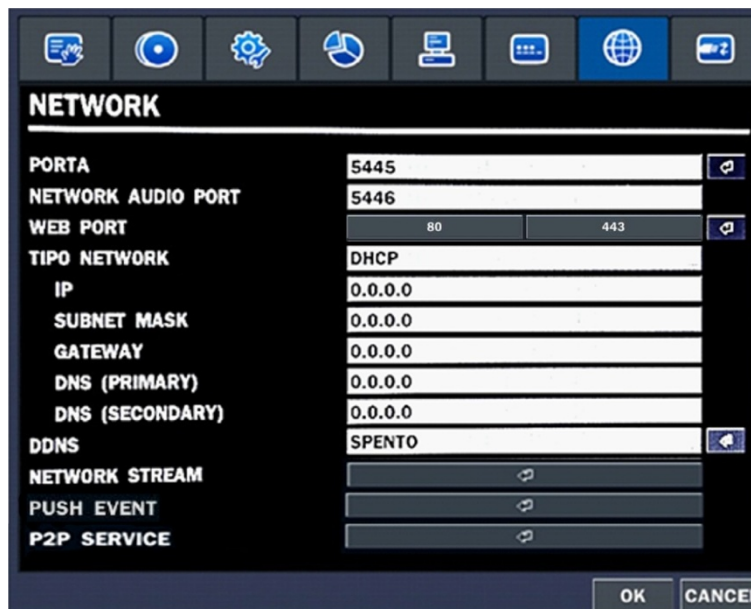 NETWORK
PORTA 5445
NETWORK AUDIO PORT 5446
WEB PORT 80 443
TIPO NETWORK DHCP
IP 0.0.0.0
SUBNET MASK 0.0.0.0
GATEWAY 0.0.0.0
DNS (PRIMARY) 0.0.0.0
DNS (SECONDARY) 0.0.0.0
DDNS SPENTO
NETWORK STREAM
PUSH EVENT
P2P SERVICE
OK CANCE